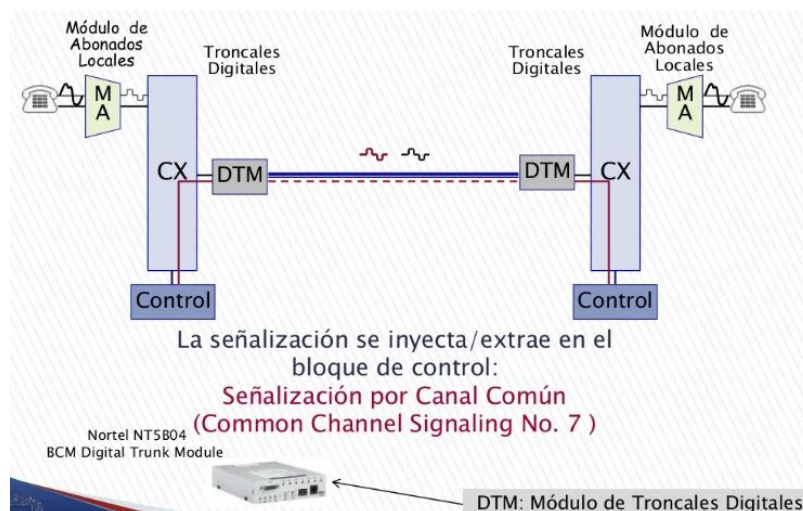 Módulo de
Abonados
Locales
Troncales
Digitales
Troncales
Digitales
Módulo de
Abonados
Locales
M
A
M
A
CX
DTM
DTM
CX
Control
Control
La señalización se inyecta/extrae en el
bloque de control:
Señalización por Canal Común
(Common Channel Signaling No. 7 )
Nortel NT5B04
BCM Digital Trunk Module
DTM: Módulo de Troncales Digitales